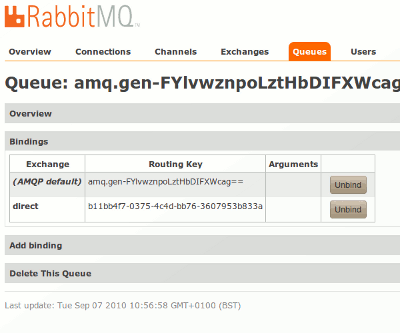 RabbitMQ
Overview Connections Channels Exchanges Queues Users
Queue: amq.gen-FYlvwznpoLztHbDIFXWcag
Overview
Bindings
Exchange Routing Key Arguments
(AMQP default) amq.gen-FYlvwznpoLztHbDIFXWcag== Unbind
direct b11bb4f7-0375-4c4d-bb76-3607953b833a Unbind
Add binding
Delete This Queue
Last update: Tue Sep 07 2010 10:56:58 GMT+0100 (BST)